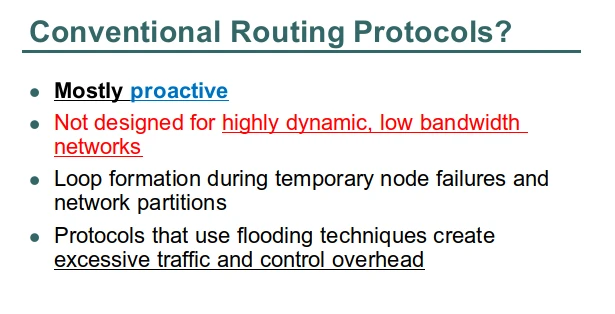 Conventional Routing Protocols?
Mostly proactive
Not designed for highly dynamic, low bandwidth
networks
Loop formation during temporary node failures and
network partitions
Protocols that use flooding techniques create
excessive traffic and control overhead